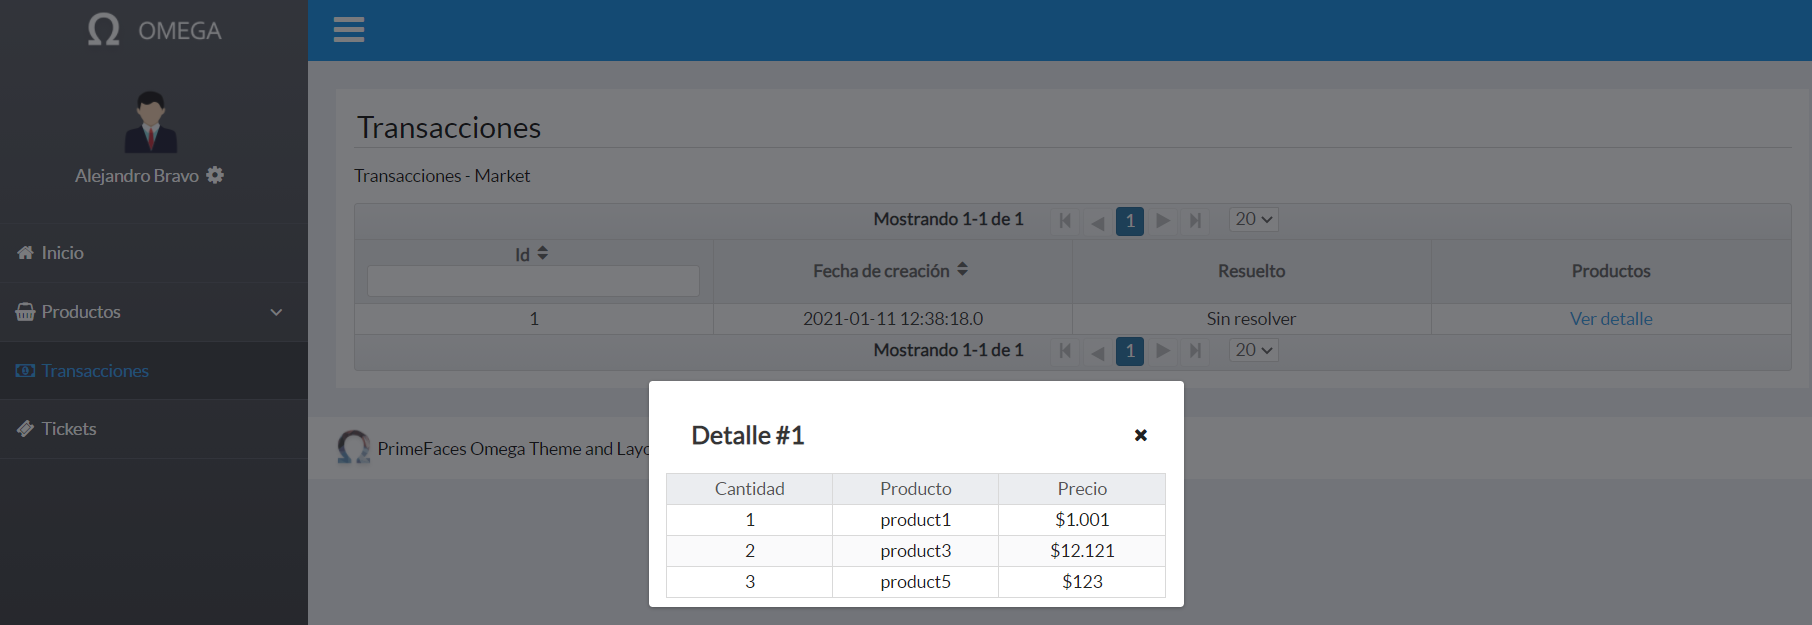 Ω OMEGA
Alejandro Bravo
Inicio
Productos
Transacciones
Tickets
Transacciones
Transacciones - Market
Mostrando 1-1 de 1 1 20
Id Fecha de creación Resuelto Productos
1 2021-01-11 12:38:18.0 Sin resolver Ver detalle
Mostrando 1-1 de 1 1 20
PrimeFaces Omega Theme and Layo
Detalle #1
Cantidad Producto Precio
1 product1 $1.001
2 product3 $12.121
3 product5 $123